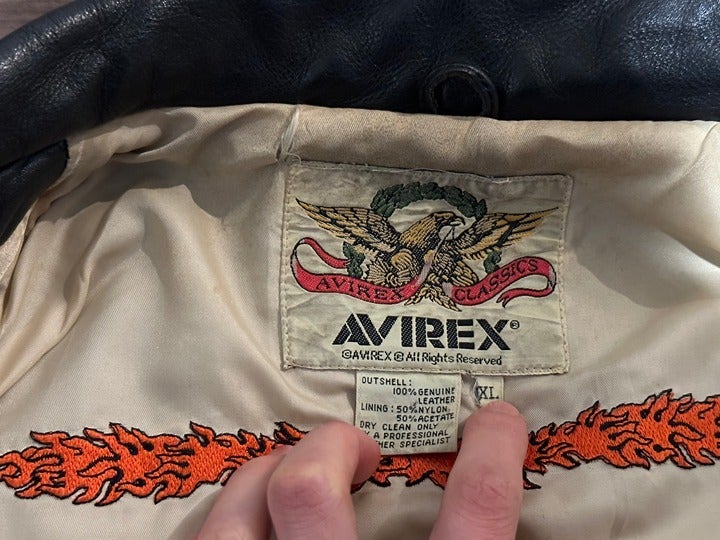 AVIREX CLASSICS
AVIREX®
©AVIREX ® All Rights Reserved
OUTSHELL:
100% GENUINE
LEATHER
LINING: 50% NYLON
50% ACETATE
DRY CLEAN ONLY
A PROFESSIONAL
SPECIALIST
XL